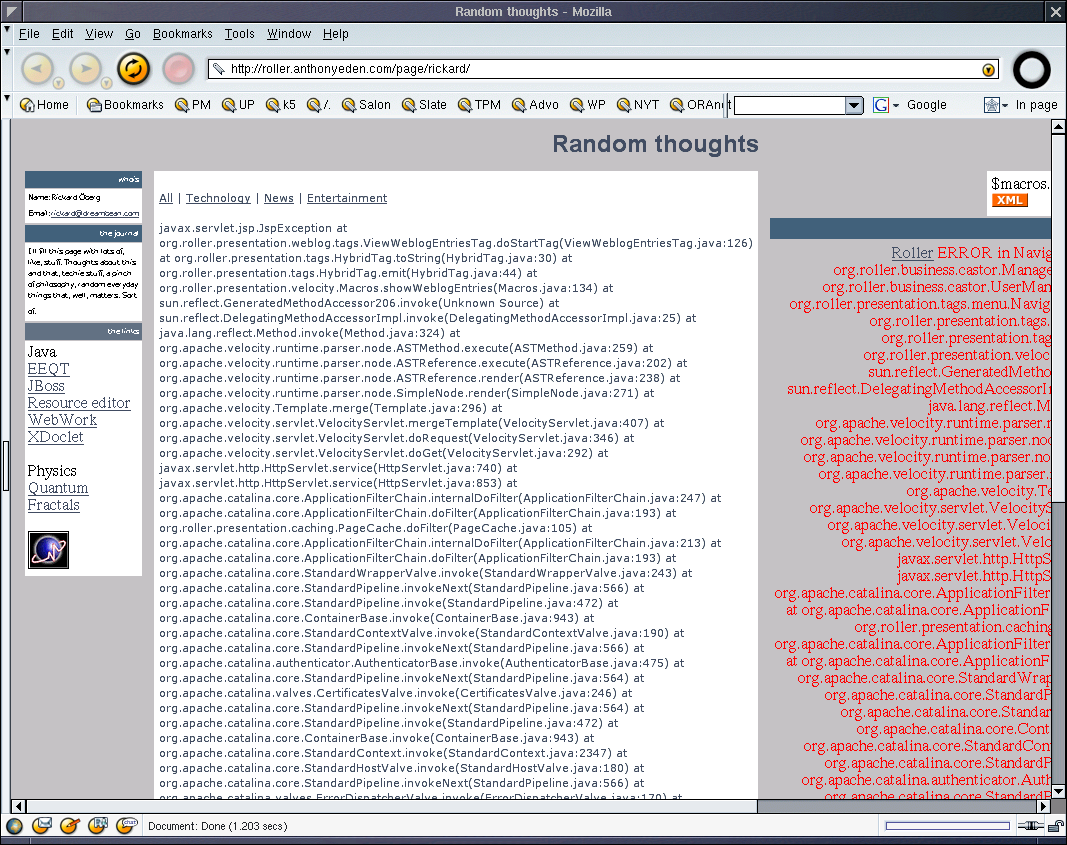 Random thoughts - Mozilla
File Edit View Go Bookmarks Tools Window Help
http://roller.anthonyeden.com/page/rickard/
Home Bookmarks PM UP k5 /. Salon Slate TPM Advo WP NYT ORAn t G Google In page
Random thoughts
who's
Name: Rickard Öberg
Email: rickard@dreambean.com
the journal
I'll fill this page with lots of,
like, stuff. Thoughts about this
and that, techie stuff, a pinch
of philosophy, random everyday
things that, well, matters. Sort
of.
the links
Java
EEQT
JBoss
Resource editor
WebWork
XDoclet
Physics
Quantum
Fractals
All | Technology | News | Entertainment
javax.servlet.jsp.JspException at
org.roller.presentation.weblog.tags.ViewWeblogEntriesTag.doStartTag(ViewWeblogEntriesTag.java:126)
at org.roller.presentation.tags.HybridTag.toString(HybridTag.java:30) at
org.roller.presentation.tags.HybridTag.emit(HybridTag.java:44) at
org.roller.presentation.velocity.Macros.showWeblogEntries(Macros.java:134) at
sun.reflect.GeneratedMethodAccessor206.invoke(Unknown Source) at
sun.reflect.DelegatingMethodAccessorImpl.invoke(DelegatingMethodAccessorImpl.java:25) at
java.lang.reflect.Method.invoke(Method.java:324) at
org.apache.velocity.runtime.parser.node.ASTMethod.execute(ASTMethod.java:259) at
org.apache.velocity.runtime.parser.node.ASTReference.execute(ASTReference.java:202) at
org.apache.velocity.runtime.parser.node.ASTReference.render(ASTReference.java:238) at
org.apache.velocity.runtime.parser.node.SimpleNode.render(SimpleNode.java:271) at
org.apache.velocity.Template.merge(Template.java:296) at
org.apache.velocity.servlet.VelocityServlet.mergeTemplate(VelocityServlet.java:407) at
org.apache.velocity.servlet.VelocityServlet.doRequest(VelocityServlet.java:346) at
org.apache.velocity.servlet.VelocityServlet.doGet(VelocityServlet.java:292) at
javax.servlet.http.HttpServlet.service(HttpServlet.java:740) at
javax.servlet.http.HttpServlet.service(HttpServlet.java:853) at
org.apache.catalina.core.ApplicationFilterChain.internalDoFilter(ApplicationFilterChain.java:247) at
org.apache.catalina.core.ApplicationFilterChain.doFilter(ApplicationFilterChain.java:193) at
org.roller.presentation.caching.PageCache.doFilter(PageCache.java:105) at
org.apache.catalina.core.ApplicationFilterChain.internalDoFilter(ApplicationFilterChain.java:213) at
org.apache.catalina.core.ApplicationFilterChain.doFilter(ApplicationFilterChain.java:193) at
org.apache.catalina.core.StandardWrapperValve.invoke(StandardWrapperValve.java:243) at
org.apache.catalina.core.StandardPipeline.invokeNext(StandardPipeline.java:566) at
org.apache.catalina.core.StandardPipeline.invoke(StandardPipeline.java:472) at
org.apache.catalina.core.ContainerBase.invoke(ContainerBase.java:943) at
org.apache.catalina.core.StandardContextValve.invoke(StandardContextValve.java:190) at
org.apache.catalina.core.StandardPipeline.invokeNext(StandardPipeline.java:566) at
org.apache.catalina.authenticator.AuthenticatorBase.invoke(AuthenticatorBase.java:475) at
org.apache.catalina.core.StandardPipeline.invokeNext(StandardPipeline.java:564) at
org.apache.catalina.valves.CertificatesValve.invoke(CertificatesValve.java:246) at
org.apache.catalina.core.StandardPipeline.invokeNext(StandardPipeline.java:564) at
org.apache.catalina.core.StandardPipeline.invoke(StandardPipeline.java:472) at
org.apache.catalina.core.ContainerBase.invoke(ContainerBase.java:943) at
org.apache.catalina.core.StandardContext.invoke(StandardContext.java:2347) at
org.apache.catalina.core.StandardHostValve.invoke(StandardHostValve.java:180) at
org.apache.catalina.core.StandardPipeline.invokeNext(StandardPipeline.java:566) at
org.apache.catalina.valves.ErrorDispatcherValve.invoke(ErrorDispatcherValve.java:170) at
$macros.
XML
Roller ERROR in Navig
org.roller.business.castor.Manage
org.roller.business.castor.UserMan
org.roller.presentation.tags.menu.Navig
org.roller.presentation.tags.
org.roller.presentation.tag
org.roller.presentation.veloc
sun.reflect.GeneratedMetho
sun.reflect.DelegatingMethodAccessorI
java.lang.reflect.M
org.apache.velocity.runtime.parser.r
org.apache.velocity.runtime.parser.noc
org.apache.velocity.runtime.parser.no
org.apache.velocity.runtime.parser.
org.apache.velocity.Te
org.apache.velocity.servlet.VelocityS
org.apache.velocity.servlet.Veloci
org.apache.velocity.servlet.Velo
javax.servlet.http.HttpS
javax.servlet.http.HttpS
org.apache.catalina.core.ApplicationFilter
at org.apache.catalina.core.ApplicationF
org.roller.presentation.caching
org.apache.catalina.core.ApplicationFilter
at org.apache.catalina.core.ApplicationF
org.apache.catalina.core.StandardWrap
org.apache.catalina.core.StandardP
org.apache.catalina.core.Standar
org.apache.catalina.core.Cont
org.apache.catalina.core.StandardCon
org.apache.catalina.core.StandardP
org.apache.catalina.authenticator.Auth
org.apache.catalina.core.StandardP
Document: Done (1.203 secs)